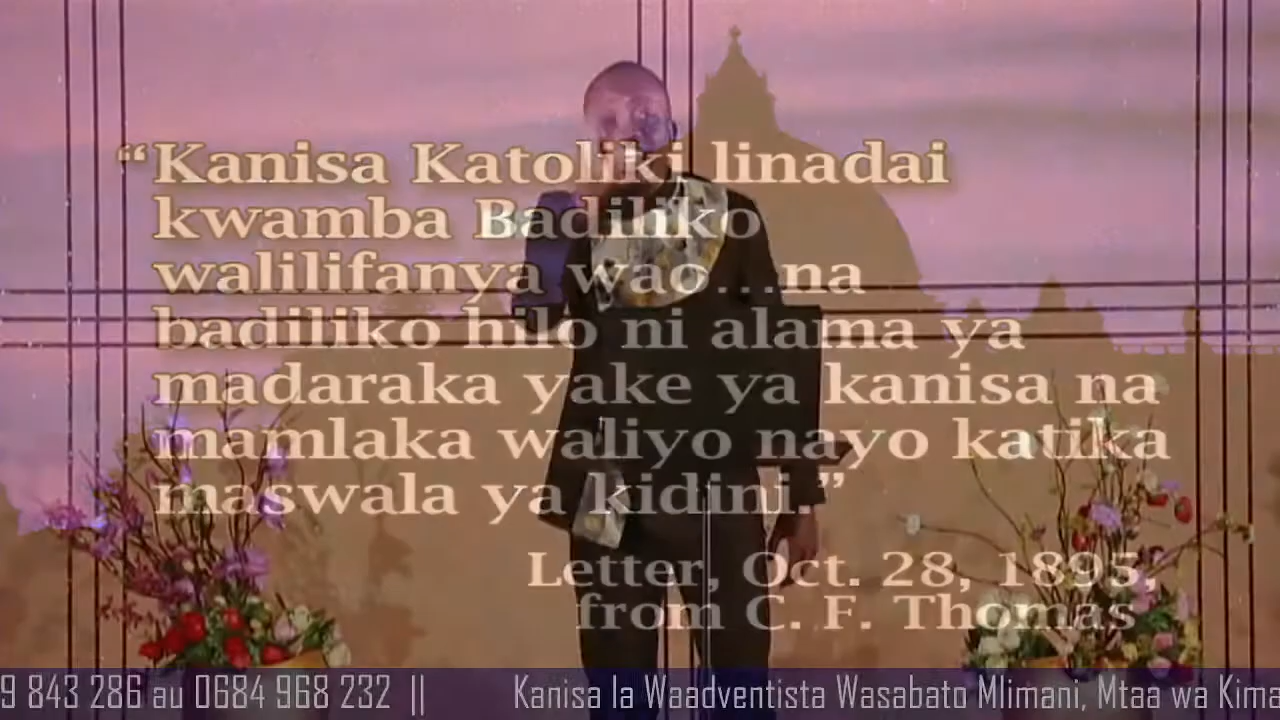 “Kanisa Katoliki linadai
kwamba Badiliko
walilifanya wao...na
badiliko hilo ni alama ya
madaraka yake ya kanisa na
mamlaka waliyo nayo katika
maswala ya kidini.”
Letter, Oct. 28, 1895,
from C. F. Thomas
9 843 286 au 0684 968 232 || Kanisa la Waadventista Wasabato Mlimani, Mtaa wa Kima